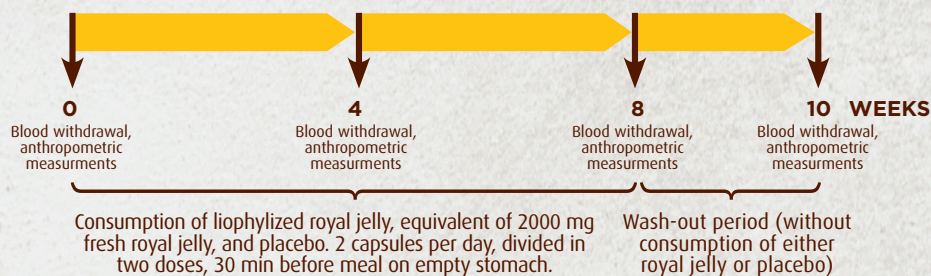 0
Blood withdrawal,
anthropometric
measurments
4
Blood withdrawal,
anthropometric
measurments
8
Blood withdrawal,
anthropometric
measurments
10 WEEKS
Blood withdrawal,
anthropometric
measurments
Consumption of liophylized royal jelly, equivalent of 2000 mg
fresh royal jelly, and placebo. 2 capsules per day, divided in
two doses, 30 min before meal on empty stomach.
Wash-out period (without
consumption of either
royal jelly or placebo)